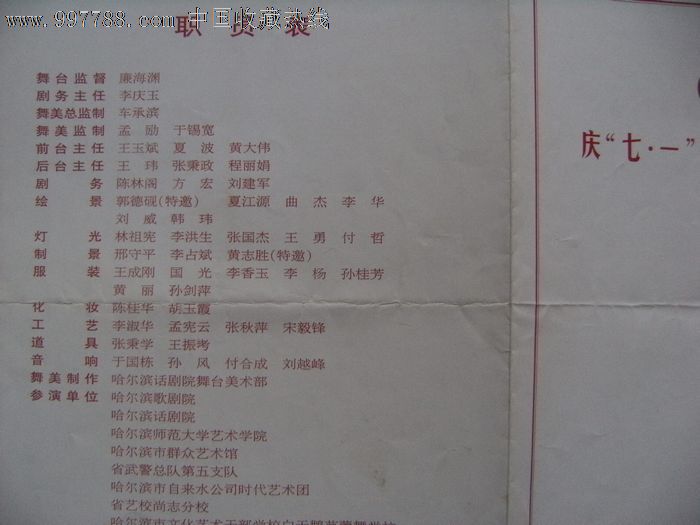 www.997788.com 中国收藏热线
职员表
舞台监督 廉海渊
剧务主任 李庆玉
舞美总监制 车承滨
舞美监制 孟 励 于锡宽
前台主任 王玉斌 夏 波 黄大伟
后台主任 王 玮 张秉政 程丽娟
剧 务 陈林阁 方 宏 刘建军
绘 景 郭德砚(特邀) 夏江源 曲 杰 李 华
刘 威 韩 玮
灯 光 林祖宪 李洪生 张国杰 王 勇 付 哲
制 景 邢守平 李占斌 黄志胜(特邀)
服 装 王成刚 国 光 李香玉 李 杨 孙桂芳
黄 丽 孙剑萍
化 妆 陈桂华 胡玉霞
工 艺 李淑华 孟宪云 张秋萍 宋毅锋
道 具 张秉学 王振考
音 响 于国栋 孙 风 付合成 刘越峰
舞美制作 哈尔滨话剧院舞台美术部
参演单位 哈尔滨歌剧院
哈尔滨话剧院
哈尔滨师范大学艺术学院
哈尔滨市群众艺术馆
省武警总队第五支队
哈尔滨市自来水公司时代艺术团
省艺校尚志分校
庆“七·一”